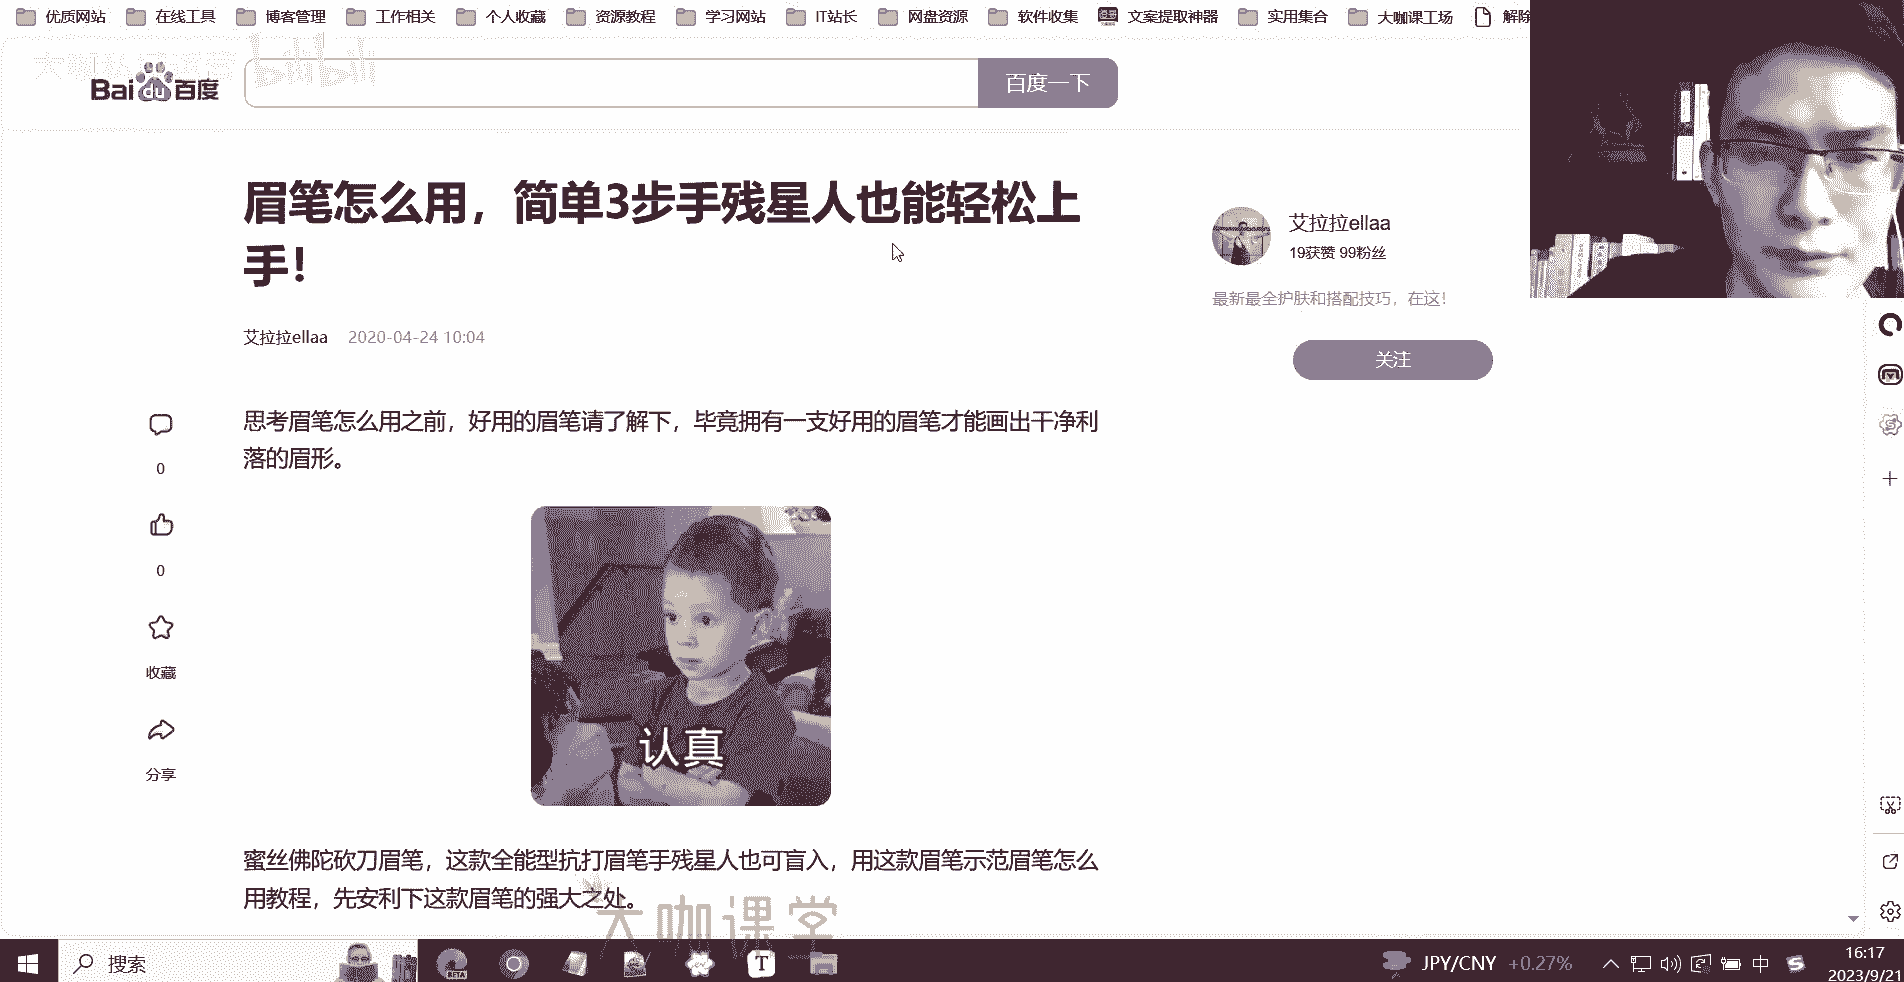 优质网站 在线工具 博客管理 工作相关 个人收藏 资源教程 学习网站 IT站长 网盘资源 软件收集 文案提取神器 实用集合 大咖课工场 解除
bilibili
Bai du 百度
百度一下
眉笔怎么用，简单3步手残星人也能轻松上
手！
艾拉拉ellaa 2020-04-24 10:04
艾拉拉ellaa
19获赞 99粉丝
最新最全护肤和搭配技巧，在这！
关注
0
0
收藏
分享
思考眉笔怎么用之前，好用的眉笔请了解下，毕竟拥有一支好用的眉笔才能画出干净利
落的眉形。
认真
蜜丝佛陀砍刀眉笔，这款全能型抗打眉笔手残星人也可盲入，用这款眉笔示范眉笔怎么
用教程，先安利下这款眉笔的强大之处。
大咖课堂
搜索
BETA
T
JPY/CNY +0.27%
中
16:17
2023/9/21